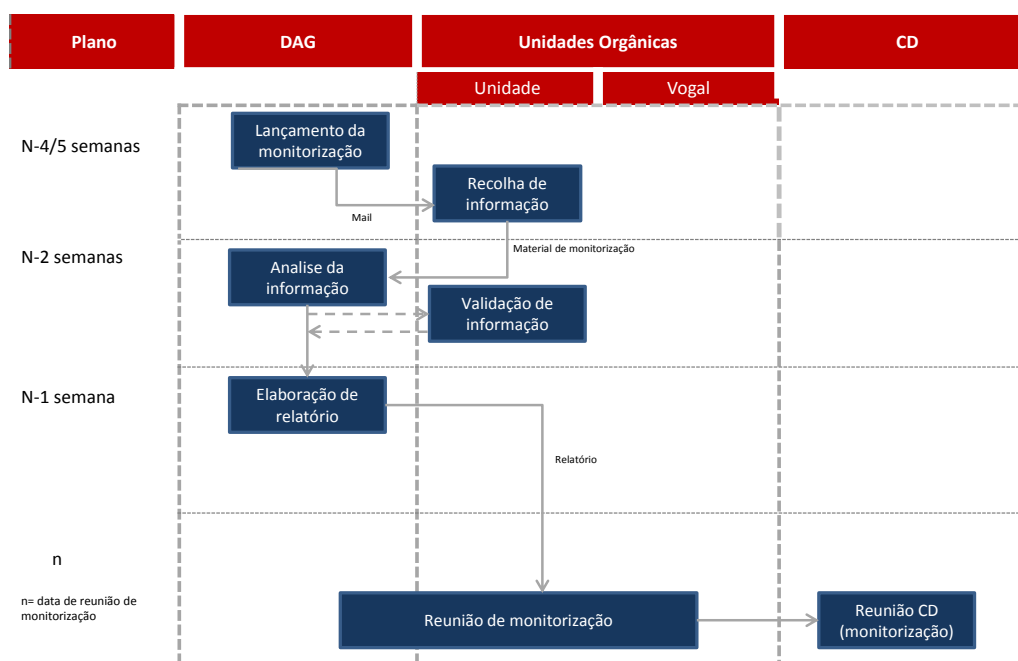 Plano
DAG
Unidades Orgânicas
CD
Unidade
Vogal
N-4/5 semanas
Lançamento da
monitorização
Recolha de
informação
Mail
N-2 semanas
Material de monitorização
Analise da
informação
Validação de
informação
N-1 semana
Elaboração de
relatório
Relatório
n
n= data de reunião de
monitorização
Reunião de monitorização
Reunião CD
(monitorização)